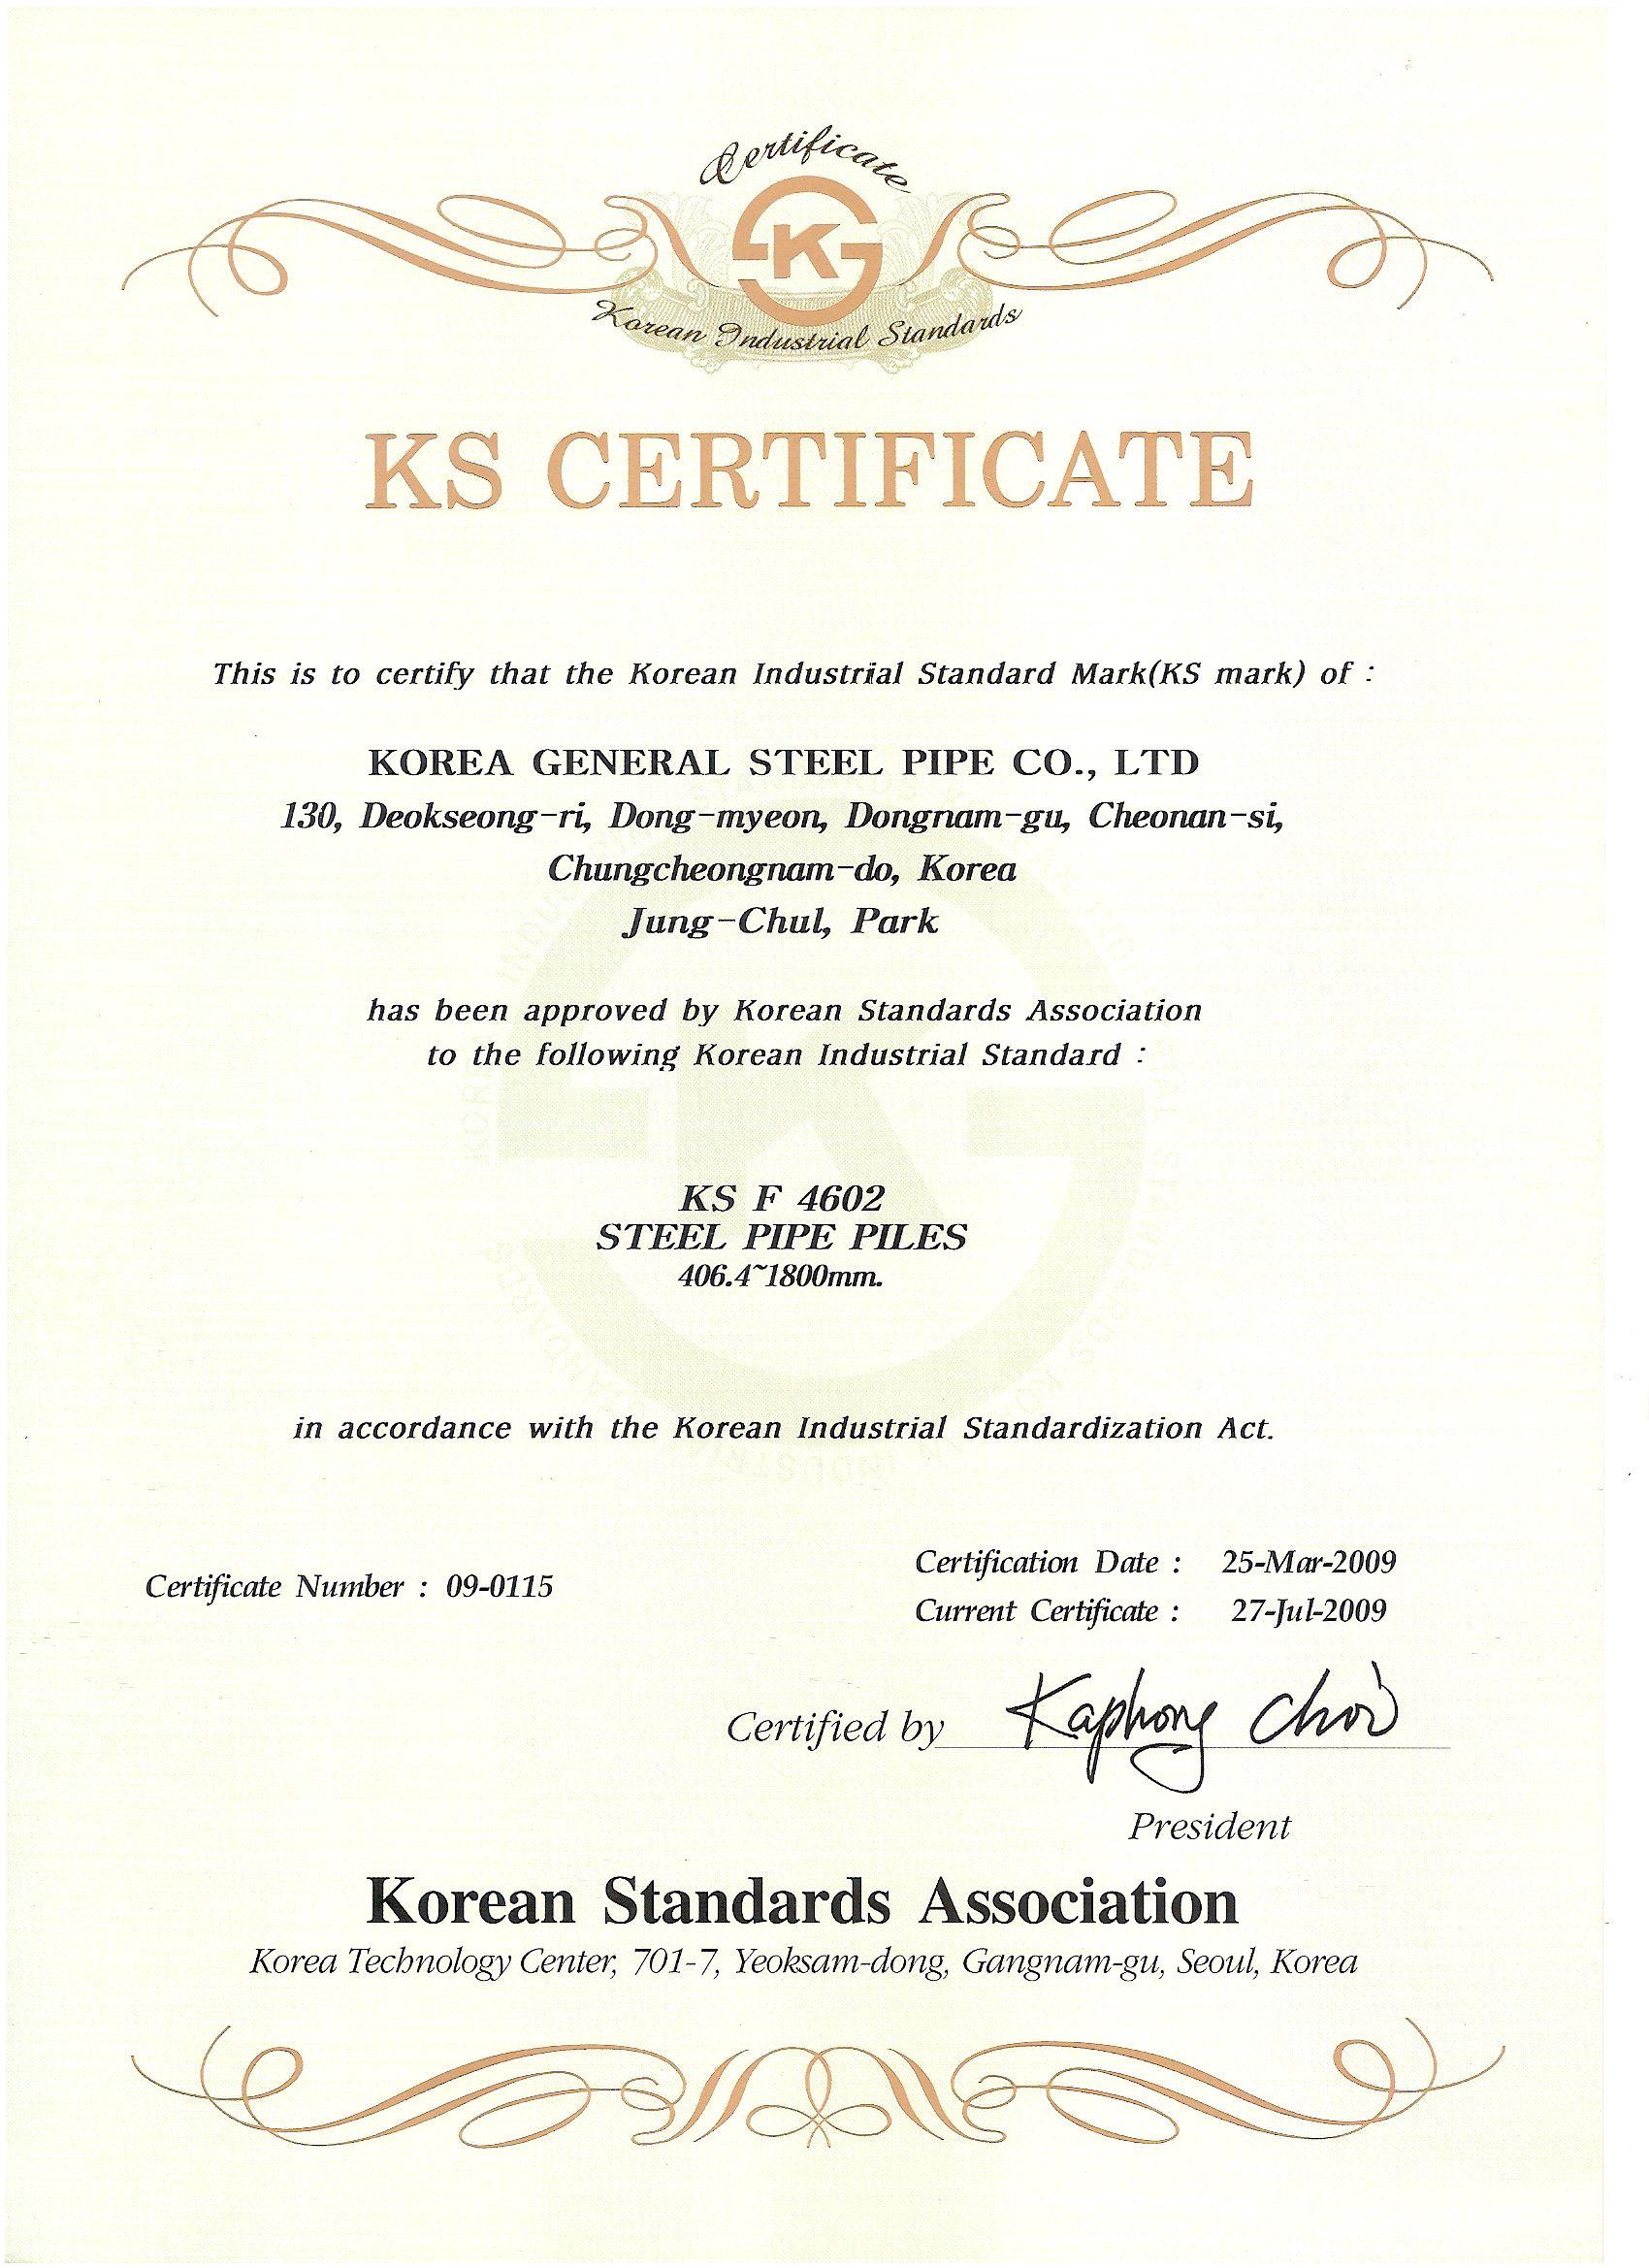 Certificate
K
Korean Industrial Standards
KS CERTIFICATE
This is to certify that the Korean Industrial Standard Mark(KS mark) of :
KOREA GENERAL STEEL PIPE CO., LTD
130, Deokseong-ri, Dong-myeon, Dongnam-gu, Cheonan-si,
Chungcheongnam-do, Korea
Jung-Chul, Park
has been approved by Korean Standards Association
to the following Korean Industrial Standard :
KS F 4602
STEEL PIPE PILES
406.4~1800mm.
in accordance with the Korean Industrial Standardization Act.
Certificate Number : 09-0115
Certification Date : 25-Mar-2009
Current Certificate : 27-Jul-2009
Certified by Kaphong Choi
President
Korean Standards Association
Korea Technology Center, 701-7, Yeoksam-dong, Gangnam-gu, Seoul, Korea